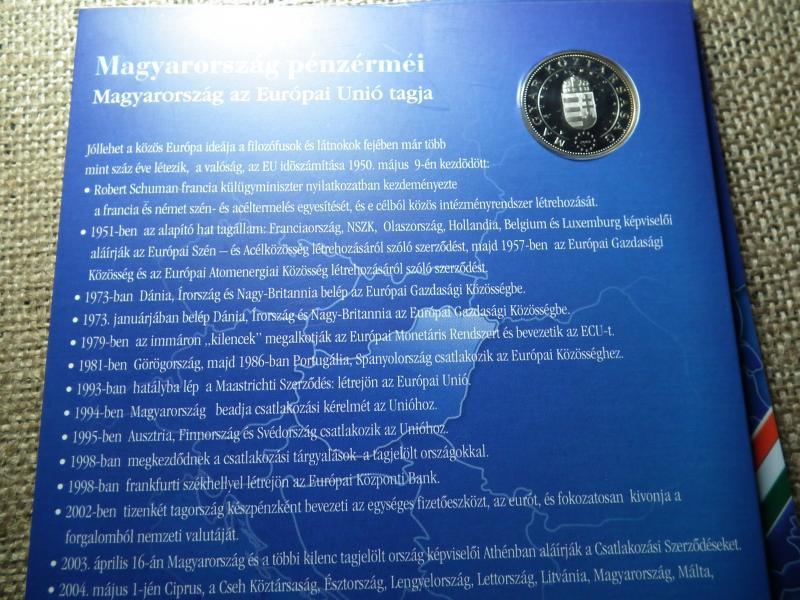 Magyarország pénzérméi
Magyarország az Európai Unió tagja
MAGYAR KÖZTÁRSASÁG
Jóllehet a közös Európa ideája a filozófusok és látnokok fejében már több
mint száz éve létezik, a valóság, az EU idõszámítása 1950. május 9-én kezdõdött:
• Robert Schuman francia külügyminiszter nyilatkozatban kezdeményezte
a francia és német szén- és acéltermelés egyesítését, és e célból közös intézményrendszer létrehozását.
• 1951-ben az alapító hat tagállam: Franciaország, NSZK, Olaszország, Hollandia, Belgium és Luxemburg képviselői
aláírják az Európai Szén – és Acélközösség létrehozásáról szóló szerződést, majd 1957-ben az Európai Gazdasági
Közösség és az Európai Atomenergiai Közösség létrehozásáról szóló szerződést.
• 1973-ban Dánia, Írország és Nagy-Britannia belép az Európai Gazdasági Közösségbe.
• 1973. januárjában belép Dánia, Írország és Nagy-Britannia az Európai Gazdasági Közösségbe.
• 1979-ben az immáron „kilencek” megalkotják az Európai Monetáris Rendszert és bevezetik az ECU-t.
• 1981-ben Görögország, majd 1986-ban Portugália, Spanyolország csatlakozik az Európai Közösséghez.
• 1993-ban hatályba lép a Maastrichti Szerződés: létrejön az Európai Unió.
• 1994-ben Magyarország beadja csatlakozási kérelmét az Unióhoz.
• 1995-ben Ausztria, Finnország és Svédország csatlakozik az Unióhoz.
• 1998-ban megkezdődnek a csatlakozási tárgyalások a tagjelölt országokkal.
• 1998-ban frankfurti székhellyel létrejön az Európai Központi Bank.
• 2002-ben tizenkét tagország készpénzként bevezeti az egységes fizetőeszközt, az eurót, és fokozatosan kivonja a
forgalomból nemzeti valutáját.
• 2003. április 16-án Magyarország és a többi kilenc tagjelölt ország képviselői Athénban aláírják a Csatlakozási Szerződéseket.
• 2004. május 1-jén Ciprus, a Cseh Köztársaság, Észtország, Lengyelország, Lettország, Litvánia, Magyarország, Málta,